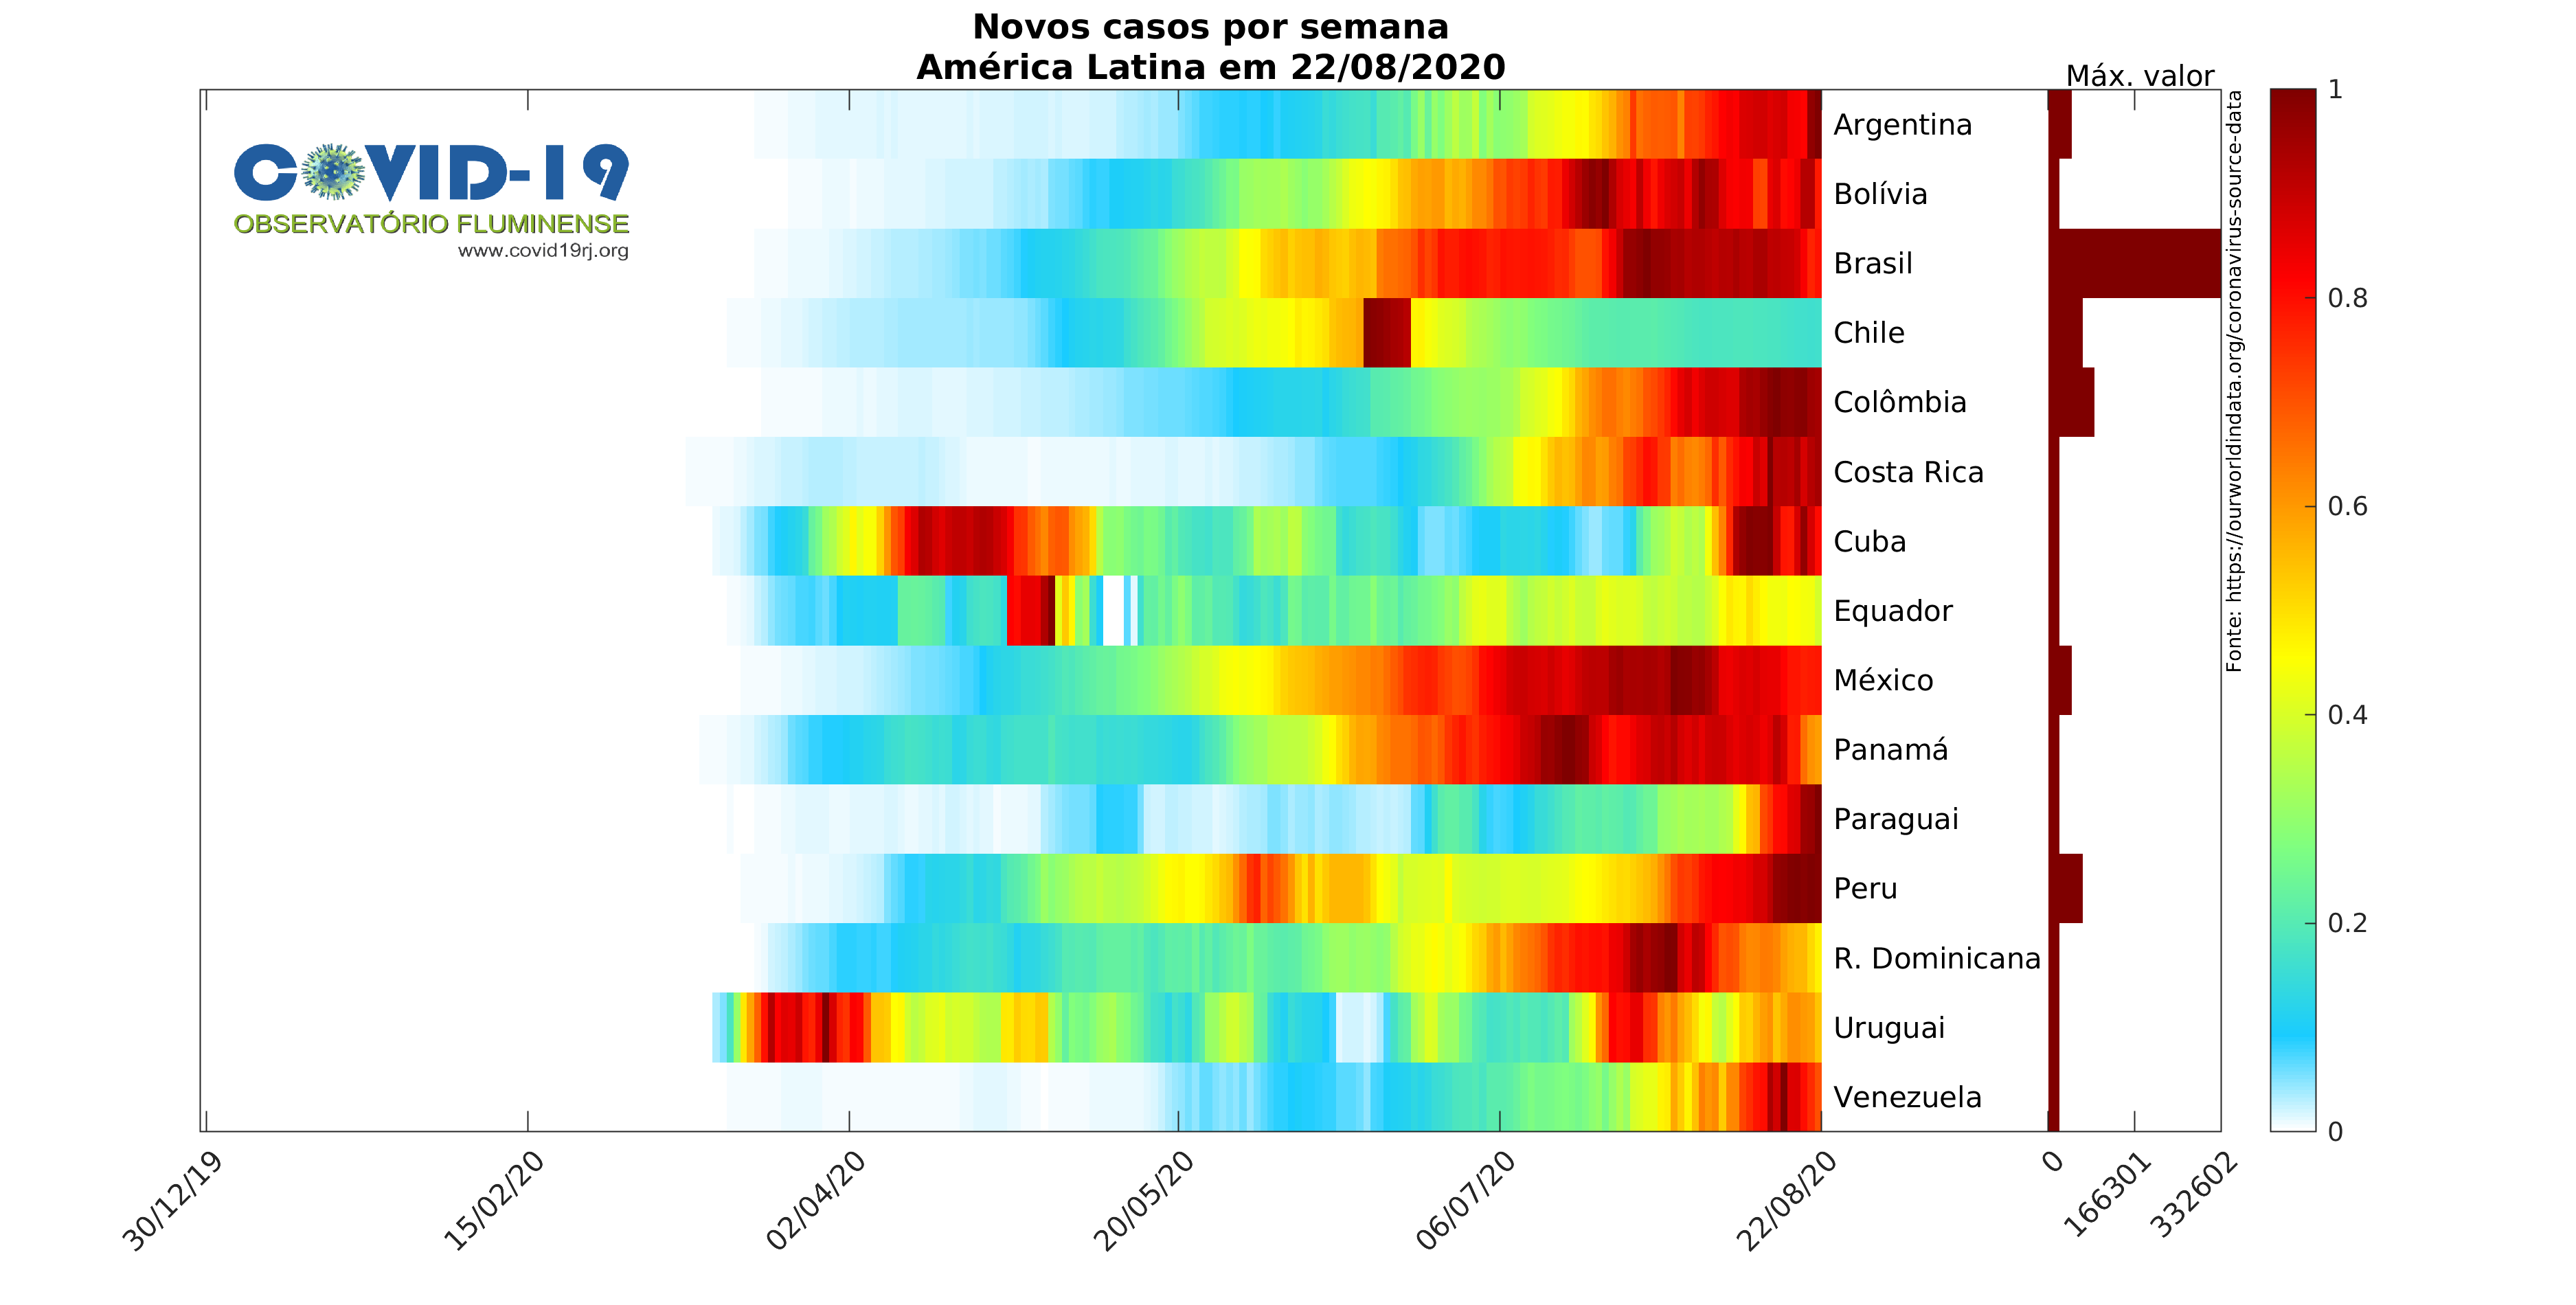 Novos casos por semana
América Latina em 22/08/2020
Máx. valor
COVID-19
OBSERVATÓRIO FLUMINENSE
www.covid19rj.org
Argentina
Bolívia
Brasil
Chile
Colômbia
Costa Rica
Cuba
Equador
México
Panamá
Paraguai
Peru
R. Dominicana
Uruguai
Venezuela
Fonte: https://ourworldindata.org/coronavirus-source-data
1
0.8
0.6
0.4
0.2
0
30/12/19
15/02/20
02/04/20
20/05/20
06/07/20
22/08/20
0
166301
332602